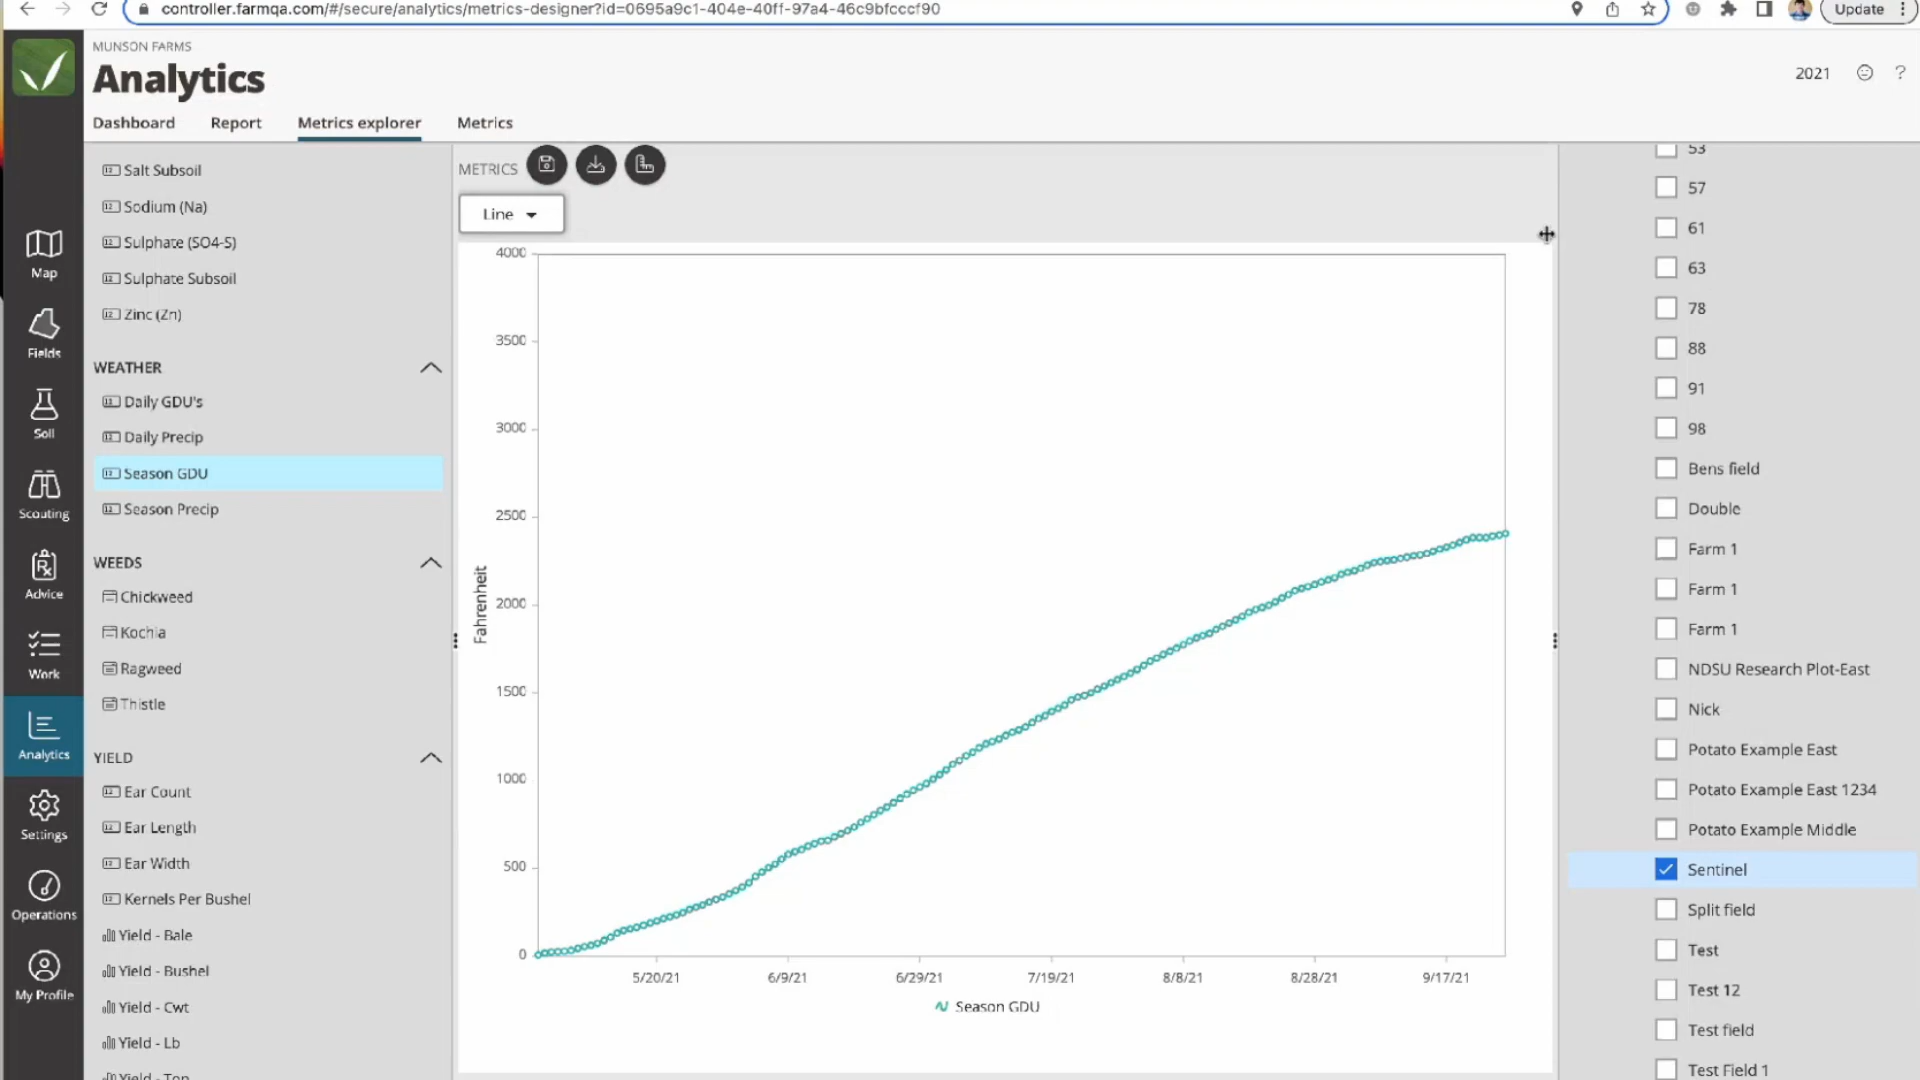 controller.farmqa.com/#/secure/analytics/metrics-designer?id=0695a9c1-404e-40ff-97a4-46c9bfcccf90
Update
MUNSON FARMS
Analytics
2021
?
Dashboard
Report
Metrics explorer
Metrics
Map
Fields
Soil
Scouting
Advice
Work
Analytics
Settings
Operations
My Profile
Salt Subsoil
Sodium (Na)
Sulphate (SO4-S)
Sulphate Subsoil
Zinc (Zn)
WEATHER
Daily GDU's
Daily Precip
Season GDU
Season Precip
WEEDS
Chickweed
Kochia
Ragweed
Thistle
YIELD
Ear Count
Ear Length
Ear Width
Kernels Per Bushel
Yield - Bale
Yield - Bushel
Yield - Cwt
Yield - Lb
Yield - Ton
METRICS
Line
4000
3500
3000
2500
2000
1500
1000
500
0
Fahrenheit
5/20/21
6/9/21
6/29/21
7/19/21
8/8/21
8/28/21
9/17/21
Season GDU
53
57
61
63
78
88
91
98
Bens field
Double
Farm 1
Farm 1
Farm 1
NDSU Research Plot-East
Nick
Potato Example East
Potato Example East 1234
Potato Example Middle
Sentinel
Split field
Test
Test 12
Test field
Test Field 1